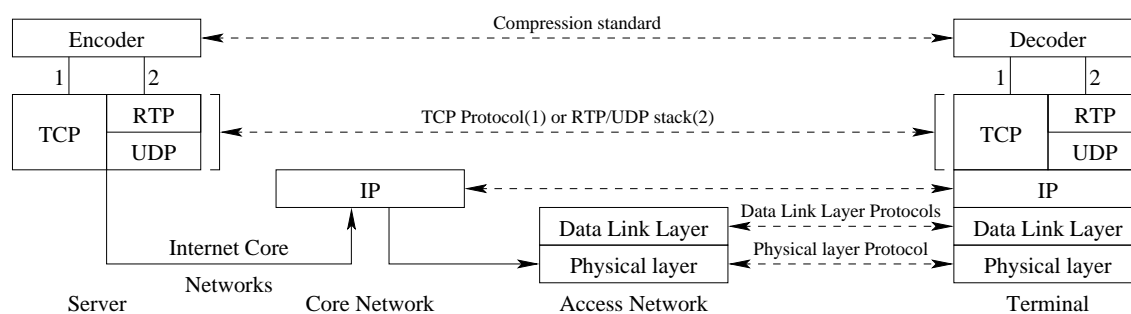 Compression standard
Encoder
Decoder
1
2
1
2
TCP
RTP
UDP
TCP Protocol(1) or RTP/UDP stack(2)
TCP
RTP
UDP
IP
IP
Data Link Layer
Data Link Layer Protocols
Data Link Layer
Internet Core
Networks
Physical layer
Physical layer Protocol
Physical layer
Server
Core Network
Access Network
Terminal